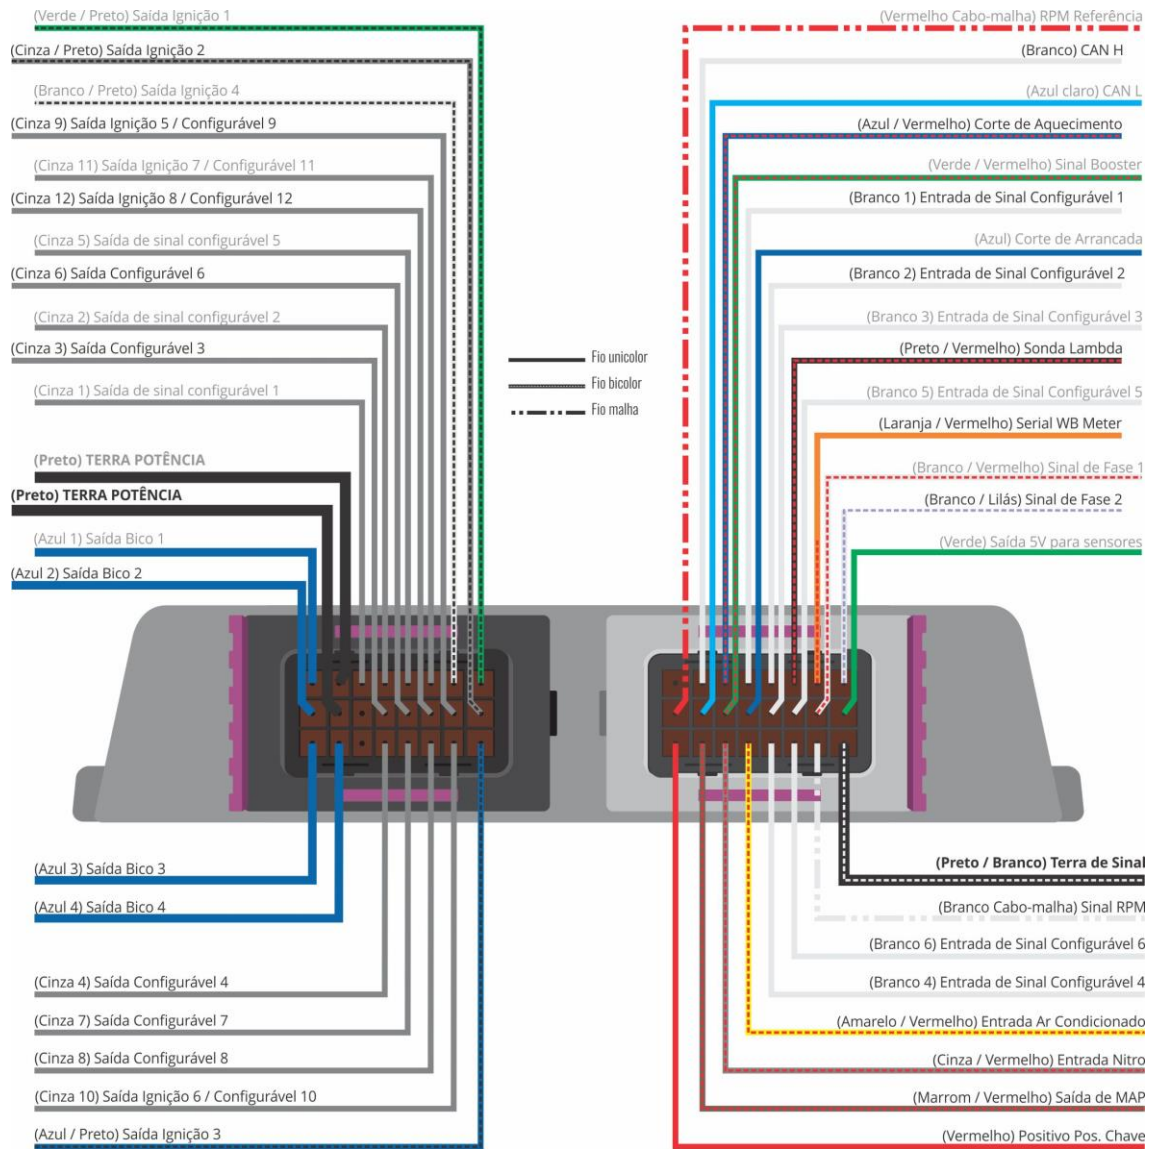 (Verde / Preto) Saída Ignição 1
(Cinza / Preto) Saída Ignição 2
(Branco / Preto) Saída Ignição 4
(Cinza 9) Saída Ignição 5 / Configurável 9
(Cinza 11) Saída Ignição 7 / Configurável 11
(Cinza 12) Saída Ignição 8 / Configurável 12
(Cinza 5) Saída de sinal configurável 5
(Cinza 6) Saída Configurável 6
(Cinza 2) Saída de sinal configurável 2
(Cinza 3) Saída Configurável 3
(Cinza 1) Saída de sinal configurável 1
(Preto) TERRA POTÊNCIA
(Preto) TERRA POTÊNCIA
(Azul 1) Saída Bico 1
(Azul 2) Saída Bico 2
Fio unicolor
Fio bicolor
Fio malha
(Vermelho Cabo-malha) RPM Referência
(Branco) CAN H
(Azul claro) CAN L
(Azul / Vermelho) Corte de Aquecimento
(Verde / Vermelho) Sinal Booster
(Branco 1) Entrada de Sinal Configurável 1
(Azul) Corte de Arrancada
(Branco 2) Entrada de Sinal Configurável 2
(Branco 3) Entrada de Sinal Configurável 3
(Preto / Vermelho) Sonda Lambda
(Branco 5) Entrada de Sinal Configurável 5
(Laranja / Vermelho) Serial WB Meter
(Branco / Vermelho) Sinal de Fase 1
(Branco / Lilás) Sinal de Fase 2
(Verde) Saída 5V para sensores
(Azul 3) Saída Bico 3
(Azul 4) Saída Bico 4
(Cinza 4) Saída Configurável 4
(Cinza 7) Saída Configurável 7
(Cinza 8) Saída Configurável 8
(Cinza 10) Saída Ignição 6 / Configurável 10
(Azul / Preto) Saída Ignição 3
(Preto / Branco) Terra de Sinal
(Branco Cabo-malha) Sinal RPM
(Branco 6) Entrada de Sinal Configurável 6
(Branco 4) Entrada de Sinal Configurável 4
(Amarelo / Vermelho) Entrada Ar Condicionado
(Cinza / Vermelho) Entrada Nitro
(Marrom / Vermelho) Saída de MAP
(Vermelho) Positivo Pos. Chave